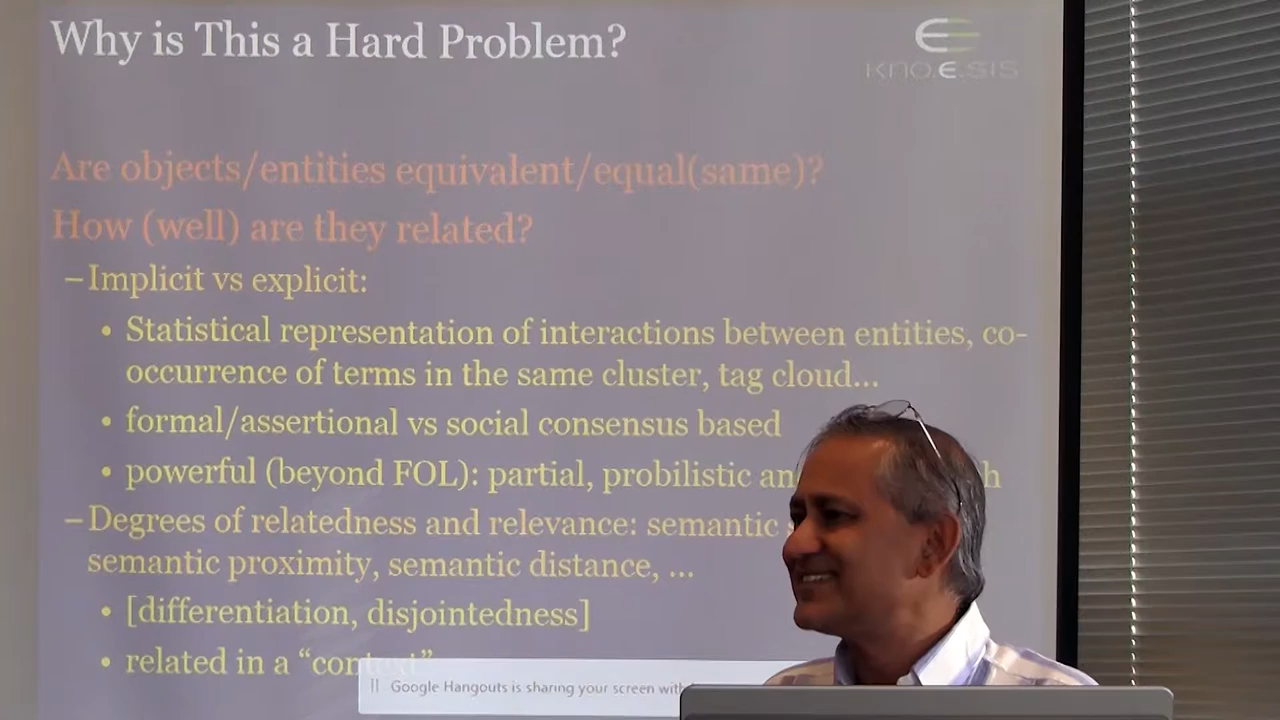 Why is This a Hard Problem?
kno.e.sis
Are objects/entities equivalent/equal(same)?
How (well) are they related?
–Implicit vs explicit:
• Statistical representation of interactions between entities, co-
occurrence of terms in the same cluster, tag cloud...
• formal/assertional vs social consensus based
• powerful (beyond FOL): partial, probilistic
–Degrees of relatedness and relevance: semantic
semantic proximity, semantic distance, ...
• [differentiation, disjointedness]
• related in a “context”
Google Hangouts is sharing your screen with